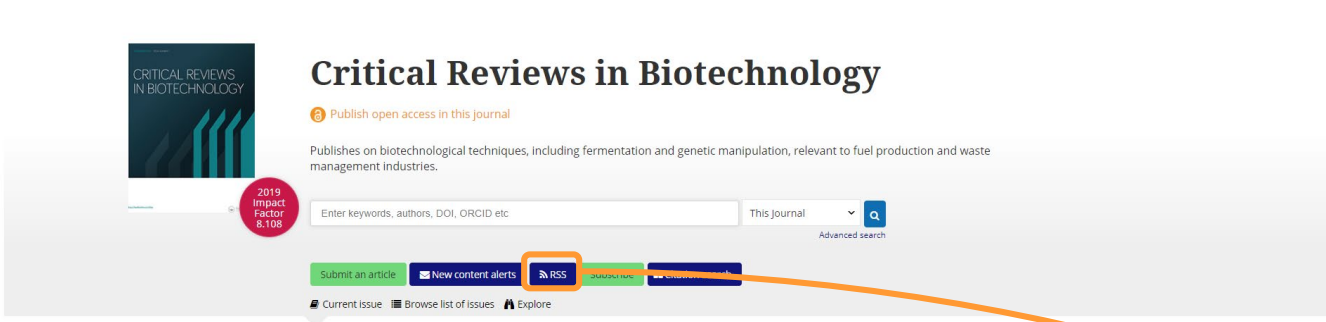 CRITICAL REVIEWS
IN BIOTECHNOLOGY
Critical Reviews in Biotechnology
Publish open access in this journal
Publishes on biotechnological techniques, including fermentation and genetic manipulation, relevant to fuel production and waste
management industries.
2019
Impact
Factor
8.108
Enter keywords, authors, DOI, ORCID etc
This Journal
Advanced search
Submit an article
New content alerts
RSS
Subscribe
Current issue
Browse list of issues
Explore